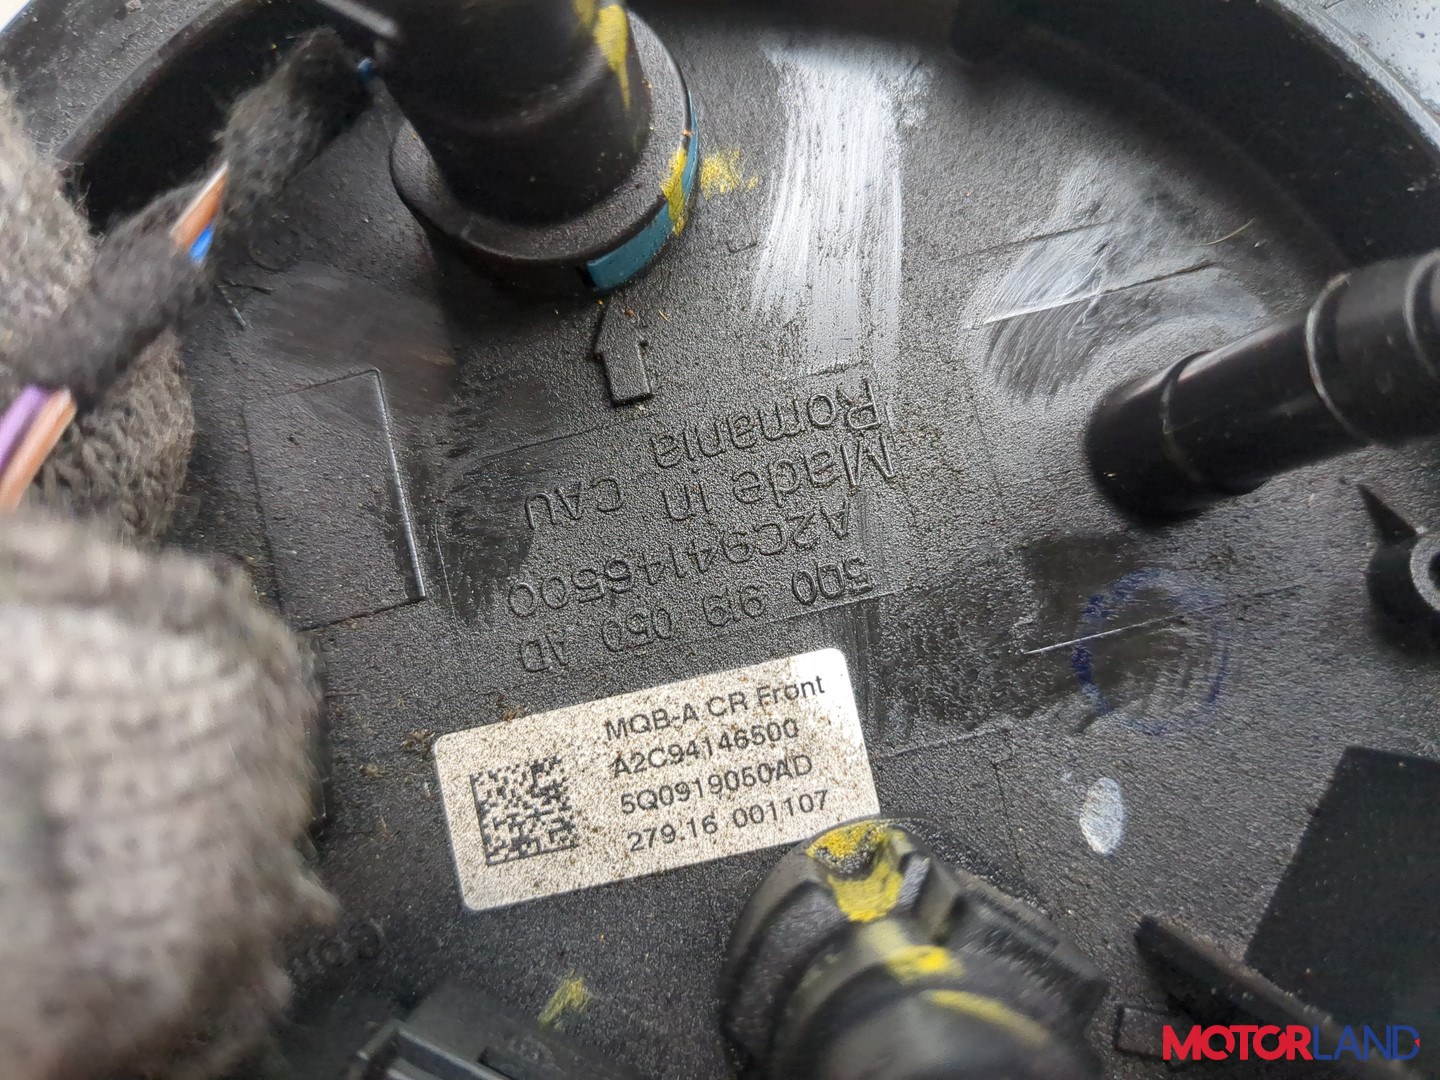 5Q0 919 050 AD
A2C94146500
Made in CAU
Romania
MQB-A CR Front
A2C94146500
5Q0919050AD
279.16 001107
MOTORLAND